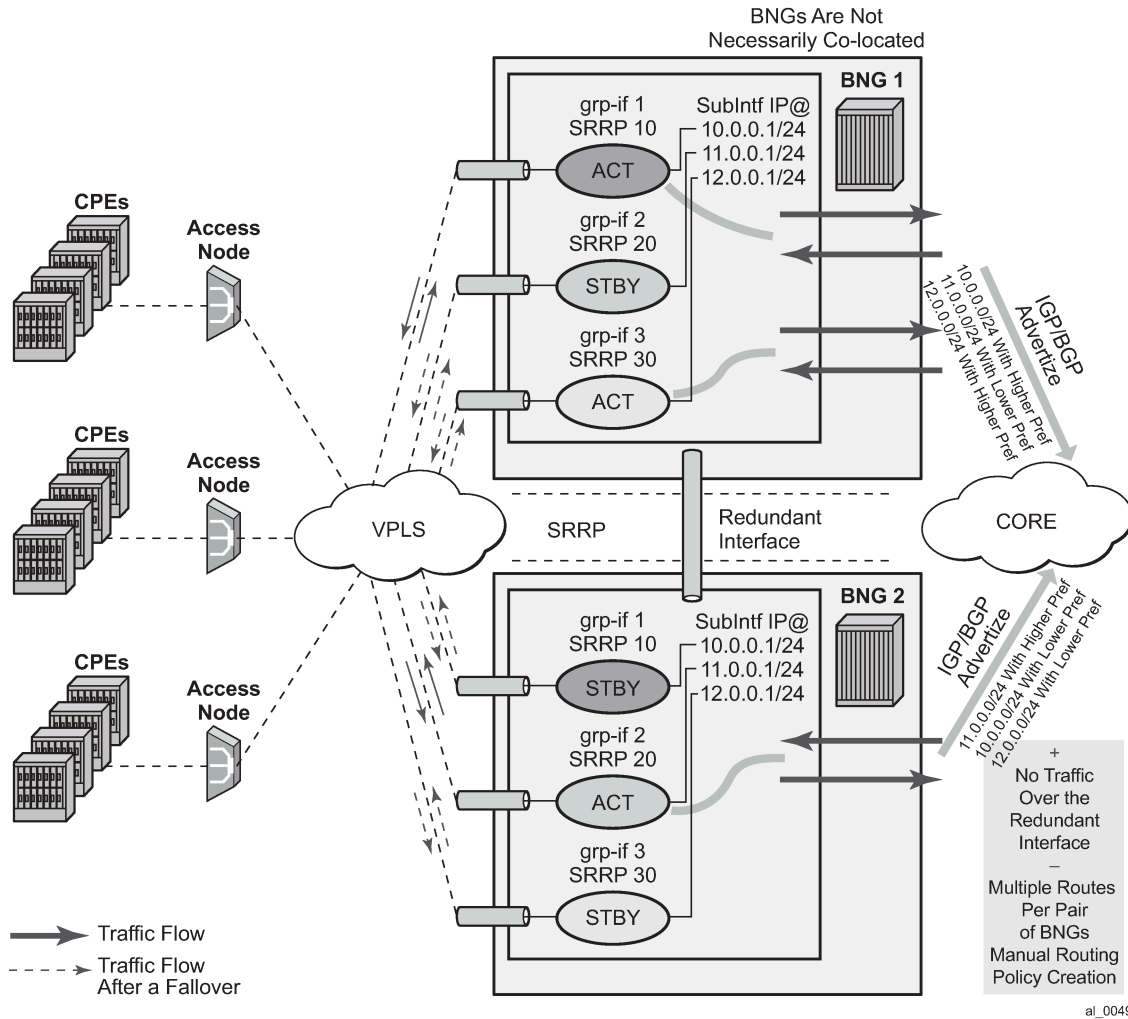 BNGs Are Not
Necessarily Co-located
BNG 1
grp-if 1
SRRP 10
SubIntf IP@
10.0.0.1/24
11.0.0.1/24
12.0.0.1/24
ACT
grp-if 2
SRRP 20
STBY
grp-if 3
SRRP 30
ACT
CPEs
Access
Node
CPEs
Access
Node
CPEs
Access
Node
VPLS
IGP/BGP
Advertize
10.0.0.0/24 With Higher Pref
11.0.0.0/24 With Lower Pref
12.0.0.0/24 With Higher Pref
SRRP
Redundant
Interface
CORE
BNG 2
grp-if 1
SRRP 10
SubIntf IP@
10.0.0.1/24
11.0.0.1/24
12.0.0.1/24
STBY
grp-if 2
SRRP 20
ACT
grp-if 3
SRRP 30
STBY
IGP/BGP
Advertize
11.0.0.0/24 With Higher Pref
10.0.0.0/24 With Lower Pref
12.0.0.0/24 With Lower Pref
+
No Traffic
Over the
Redundant
Interface
–
Multiple Routes
Per Pair
of BNGs
Manual Routing
Policy Creation
Traffic Flow
Traffic Flow
After a Fallover
al_0049